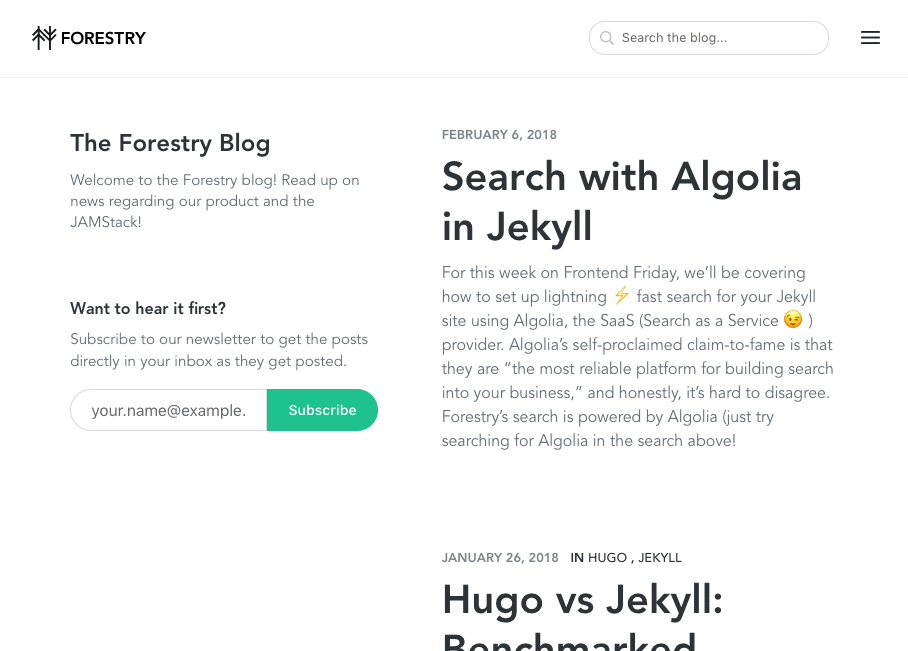 FORESTRY
Search the blog...
The Forestry Blog
Welcome to the Forestry blog! Read up on
news regarding our product and the
JAMStack!
Want to hear it first?
Subscribe to our newsletter to get the posts
directly in your inbox as they get posted.
your.name@example.
Subscribe
FEBRUARY 6, 2018
Search with Algolia
in Jekyll
For this week on Frontend Friday, we’ll be covering
how to set up lightning ⚡ fast search for your Jekyll
site using Algolia, the SaaS (Search as a Service 😉 )
provider. Algolia’s self-proclaimed claim-to-fame is that
they are “the most reliable platform for building search
into your business,” and honestly, it’s hard to disagree.
Forestry’s search is powered by Algolia (just try
searching for Algolia in the search above!
JANUARY 26, 2018 IN HUGO , JEKYLL
Hugo vs Jekyll:
Benchmarked